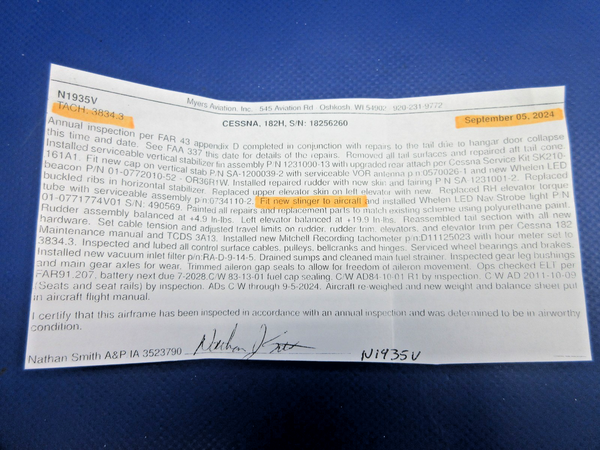 N1935V
Myers Aviation, Inc. 545 Aviation Rd Oshkosh, WI 54902 920-231-9772
TACH: 3834.3
CESSNA, 182H, S/N: 18256260
September 05, 2024
Annual inspection per FAR 43 appendix D completed in conjunction with repairs to the tail due to hangar door collapse
this time and date. See FAA 337 this date for details of the repairs. Removed all tail surfaces and repaired aft tail cone.
Installed serviceable vertical stabilizer fin assembly P/N 1231000-13 with upgraded rear attach per Cessna Service Kit SK210-
161A1. Fit new cap on vertical stab P/N SA-1200039-2 with serviceable VOR antenna p/n 0570026-1 and new Whelen LED
beacon P/N 01-0772010-52 - OR36H1W. Installed repaired rudder with new skin and fairing P/N SA 1231001-2. Replaced
buckled ribs in horizontal stabilizer. Replaced upper elevator skin on left elevator with new. Replaced RH elevator torque
tube with serviceable assembly p/n: Fit new slinger to aircraft and installed Whelen LED Nav Strobe light P/N
01-0771774V01 S/N: 490569. Painted all repairs and replacement parts to match existing scheme using polyurethane paint.
Rudder assembly balanced at +4.9 In-lbs. Left elevator balanced at +19.9 In-lbs. Reassembled tail section with all new
hardware. Set cable tension and adjusted travel limits on rudder, rudder trim, elevators, and elevator trim per Cessna 182
Maintenance manual and TCDS 3A13. Installed new Mitchell Recording tachometer p/n:D11125023 with hour meter set to
3834.3. Inspected and lubed all control surface cables, pulleys, bellcranks and hinges. Serviced wheel bearings and brakes.
Installed new vacuum inlet filter p/n:RA-D-9-14-5. Drained sumps and cleaned main fuel strainer. Inspected gear leg bushings
and main gear axles for wear. Trimmed aileron gap seals to allow for freedom of aileron movement. Ops checked ELT per
FAR91.207, battery next due 7-2028. C/W 83-13-01 fuel cap sealing. C/W AD84-10-01 R1 by inspection. C/W AD 2011-10-09
(Seats and seat rails) by inspection. ADs C/W through 9-5-2024. Aircraft re-weighed and new weight and balance sheet put
in aircraft flight manual.
I certify that this airframe has been inspected in accordance with an annual inspection and was determined to be in airworthy
condition.
Nathan Smith A&P IA 3523790
N1935V